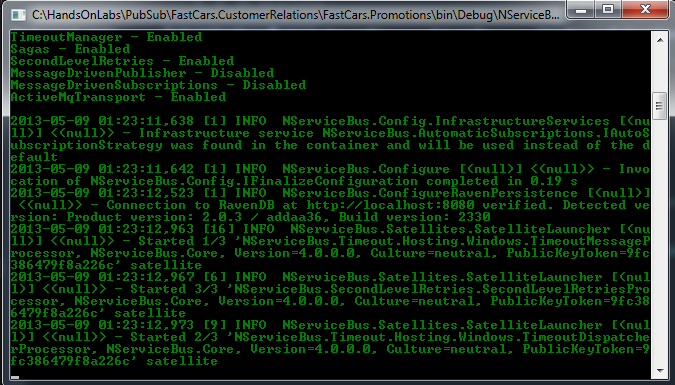 C:\HandsOnLabs\PubSub\FastCars.CustomerRelations\FastCars.Promotions\bin\Debug\NServiceB...
TimeoutManager - Enabled
Sagas - Enabled
SecondLevelRetries - Enabled
MessageDrivenPublisher - Disabled
MessageDrivenSubscriptions - Disabled
ActiveMqTransport - Enabled
2013-05-09 01:23:11,638 [1] INFO  NServiceBus.Config.InfrastructureServices [(nu
ll)] <(null)> - Infrastructure service NServiceBus.AutomaticSubscriptions.IAutoS
ubscriptionStrategy was found in the container and will be used instead of the d
efault
2013-05-09 01:23:11,642 [1] INFO  NServiceBus.Configure [(null)] <(null)> - Invo
cation of NServiceBus.Config.IFinalizeConfiguration completed in 0.19 s
2013-05-09 01:23:12,523 [1] INFO  NServiceBus.ConfigureRavenPersistence [(null)]
 <(null)> - Connection to RavenDB at http://localhost:8080 verified. Detected ve
rsion: Product version: 2.0.3 / addaa36, Build version: 2330
2013-05-09 01:23:12,963 [16] INFO  NServiceBus.Satellites.SatelliteLauncher [(nu
ll)] <(null)> - Started 1/3 'NServiceBus.Timeout.Hosting.Windows.TimeoutMessageP
rocessor, NServiceBus.Core, Version=4.0.0.0, Culture=neutral, PublicKeyToken=9fc
386479f8a226c' satellite
2013-05-09 01:23:12,967 [6] INFO  NServiceBus.Satellites.SatelliteLauncher [(nul
l)] <(null)> - Started 3/3 'NServiceBus.SecondLevelRetries.SecondLevelRetriesPro
cessor, NServiceBus.Core, Version=4.0.0.0, Culture=neutral, PublicKeyToken=9fc38
6479f8a226c' satellite
2013-05-09 01:23:12,973 [9] INFO  NServiceBus.Satellites.SatelliteLauncher [(nul
l)] <(null)> - Started 2/3 'NServiceBus.Timeout.Hosting.Windows.TimeoutDispatche
rProcessor, NServiceBus.Core, Version=4.0.0.0, Culture=neutral, PublicKeyToken=9
fc386479f8a226c' satellite